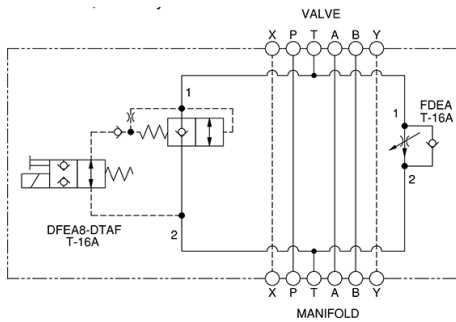 VALVE
X P T A B Y
1
FDEA
T-16A
1
2
DFEA8-DTAF
T-16A
2
X P T A B Y
MANIFOLD